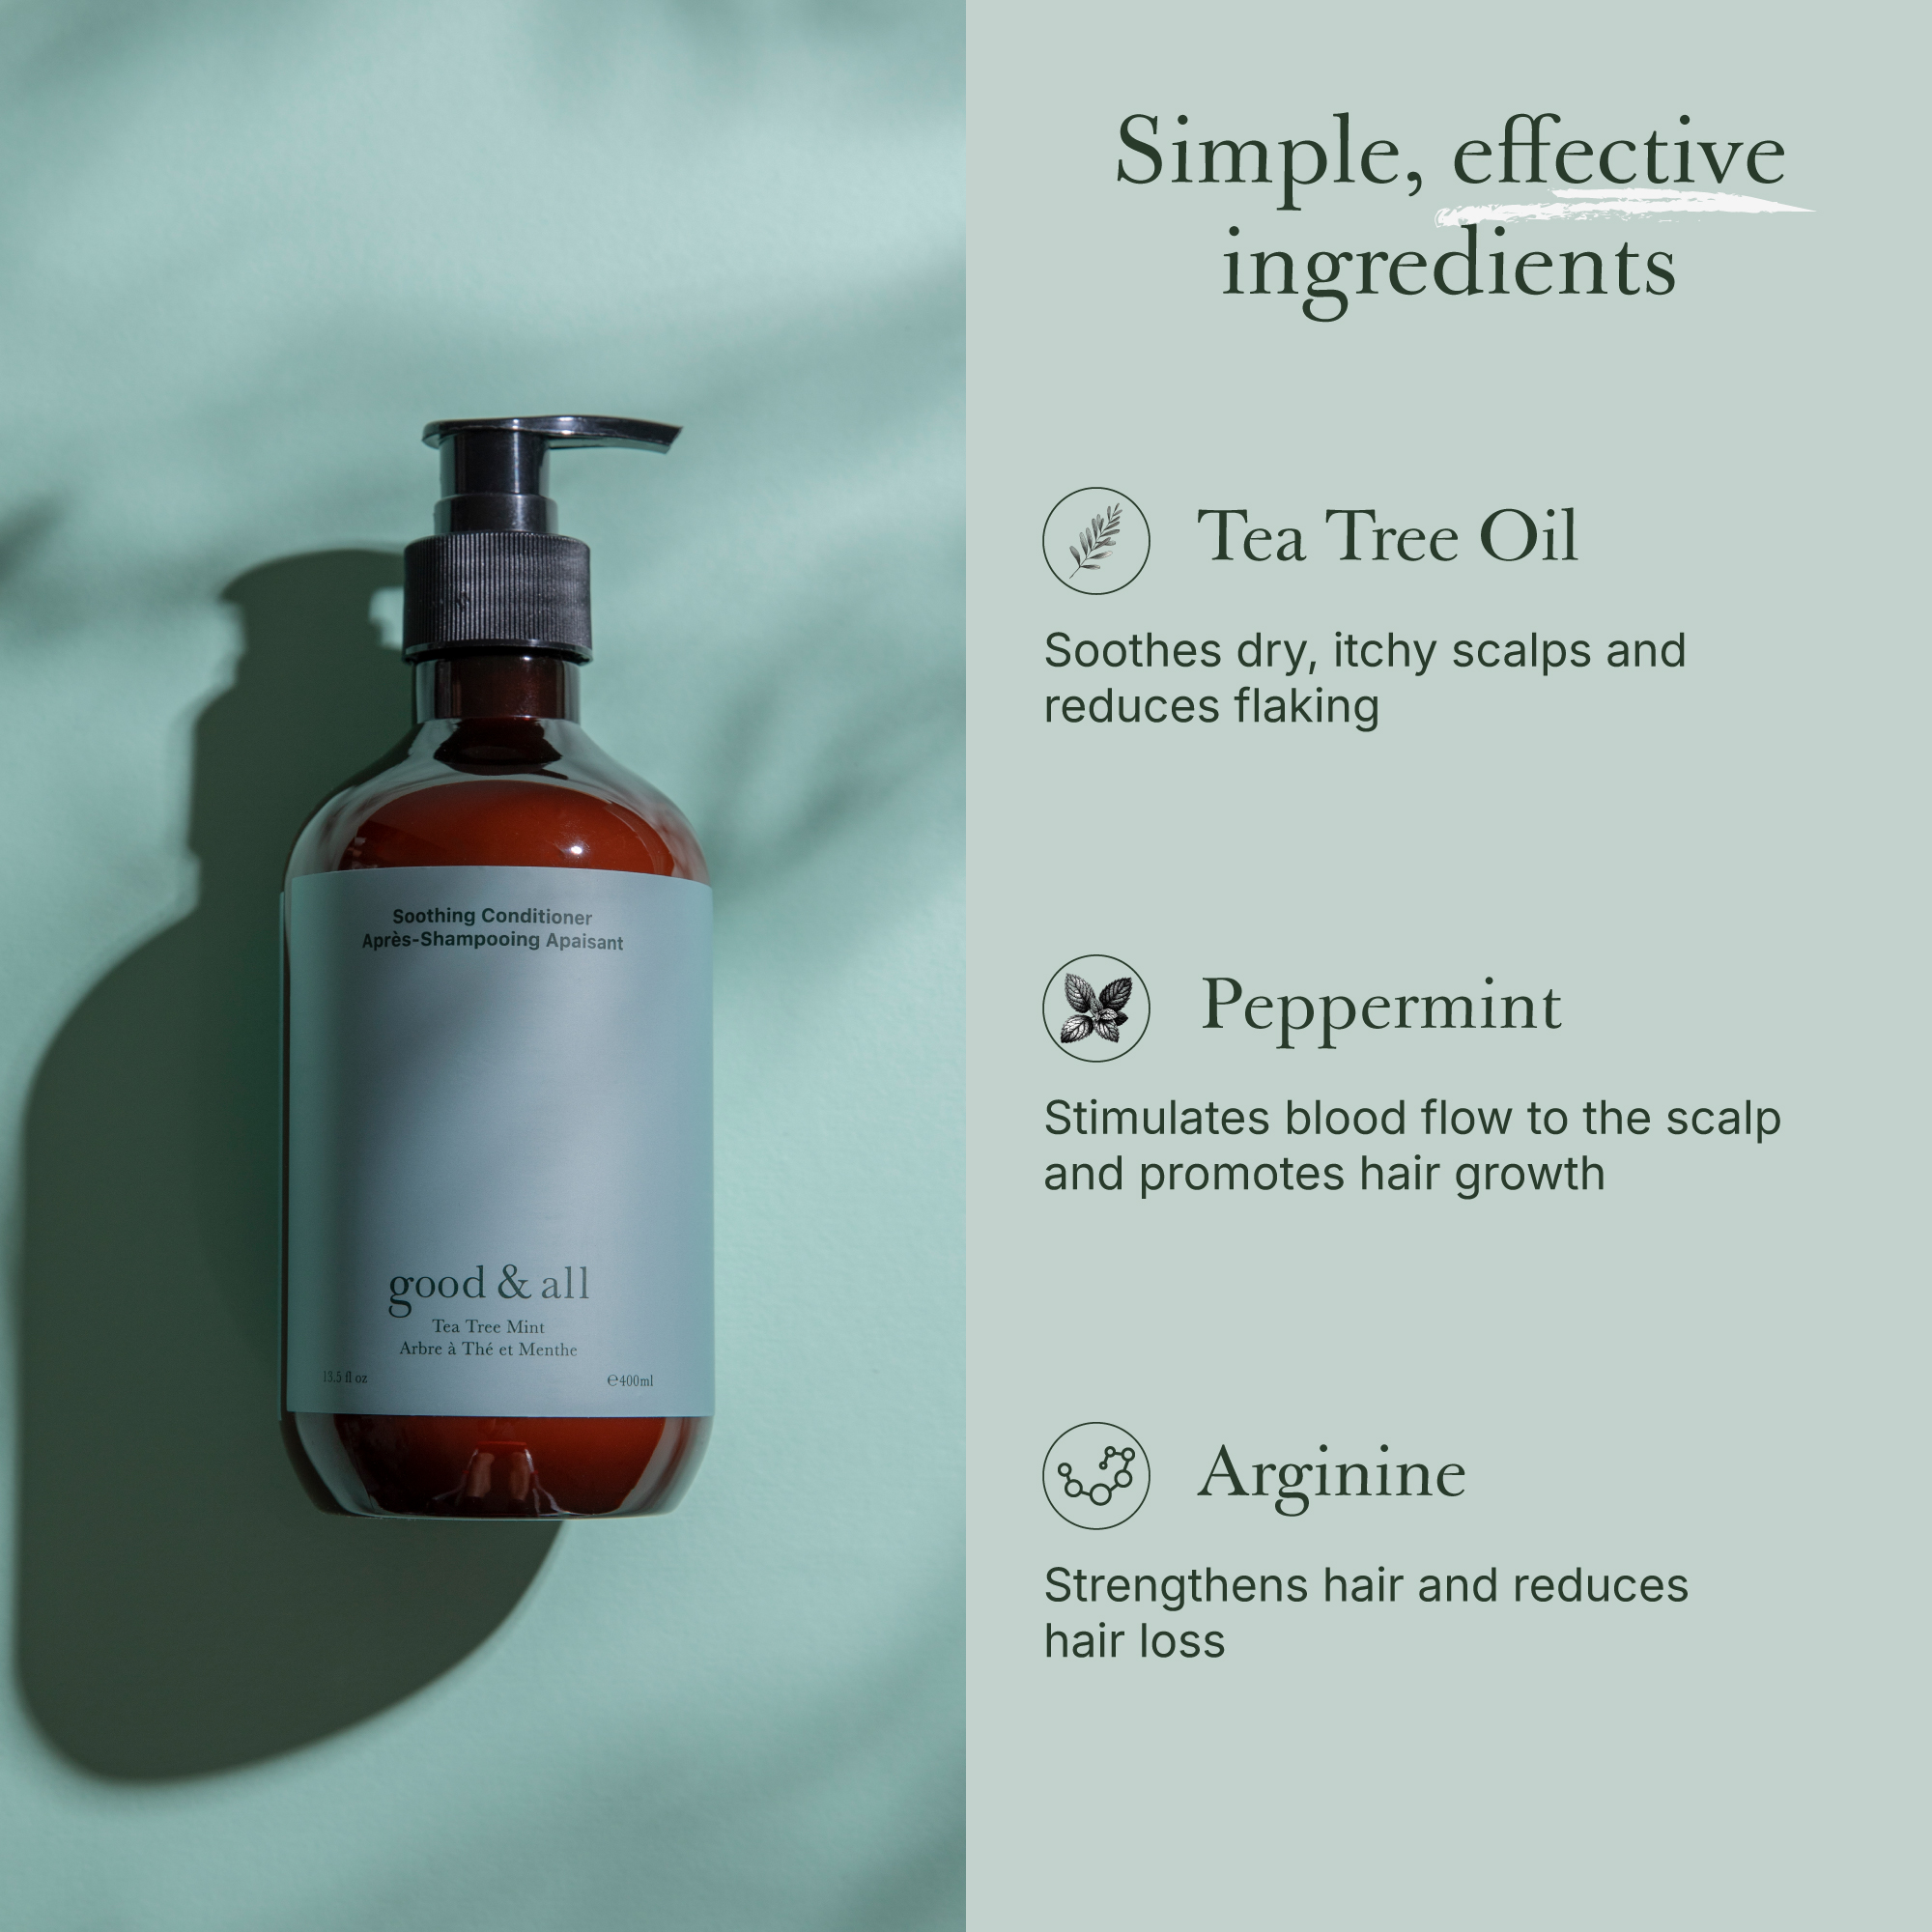 Simple, effective
ingredients
Tea Tree Oil
Soothes dry, itchy scalps and
reduces flaking
Peppermint
Stimulates blood flow to the scalp
and promotes hair growth
Arginine
Strengthens hair and reduces
hair loss
Soothing Conditioner
Après-Shampooing Apaisant
good & all
Tea Tree Mint
Arbre à Thé et Menthe
13.5 fl oz
℮400ml